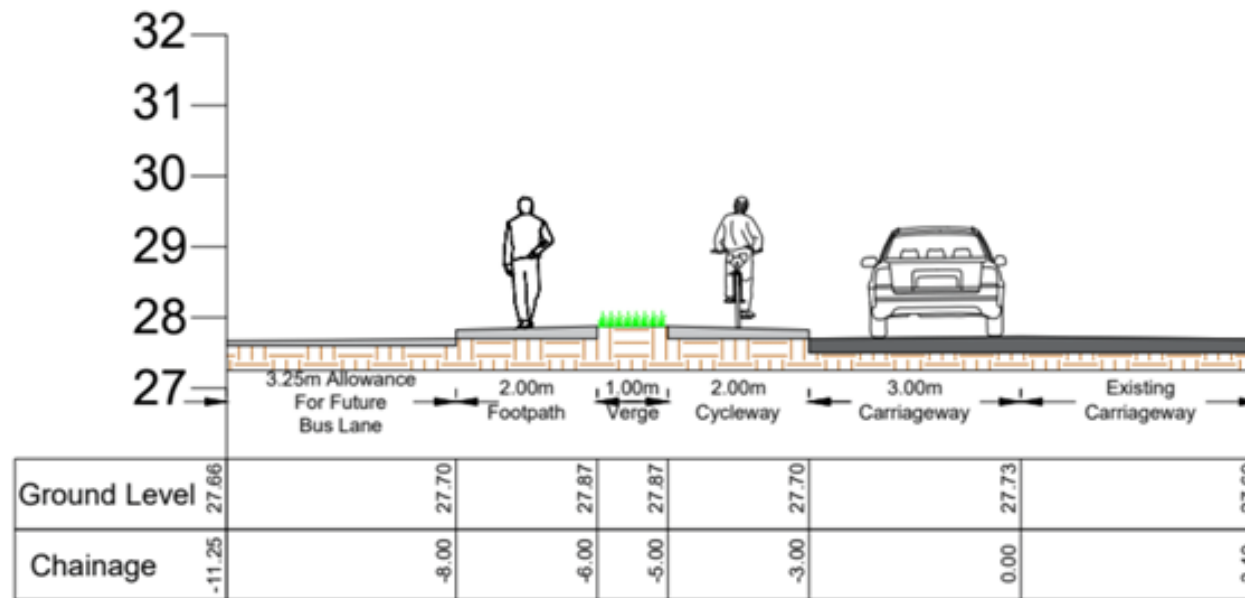 32
31
30
29
28
27
3.25m Allowance
For Future
Bus Lane
2.00m
Footpath
1.00m
Verge
2.00m
Cycleway
3.00m
Carriageway
Existing
Carriageway
Ground Level 27.66 27.70 27.87 27.87 27.70 27.73
Chainage -11.25 -8.00 -6.00 -5.00 -3.00 0.00